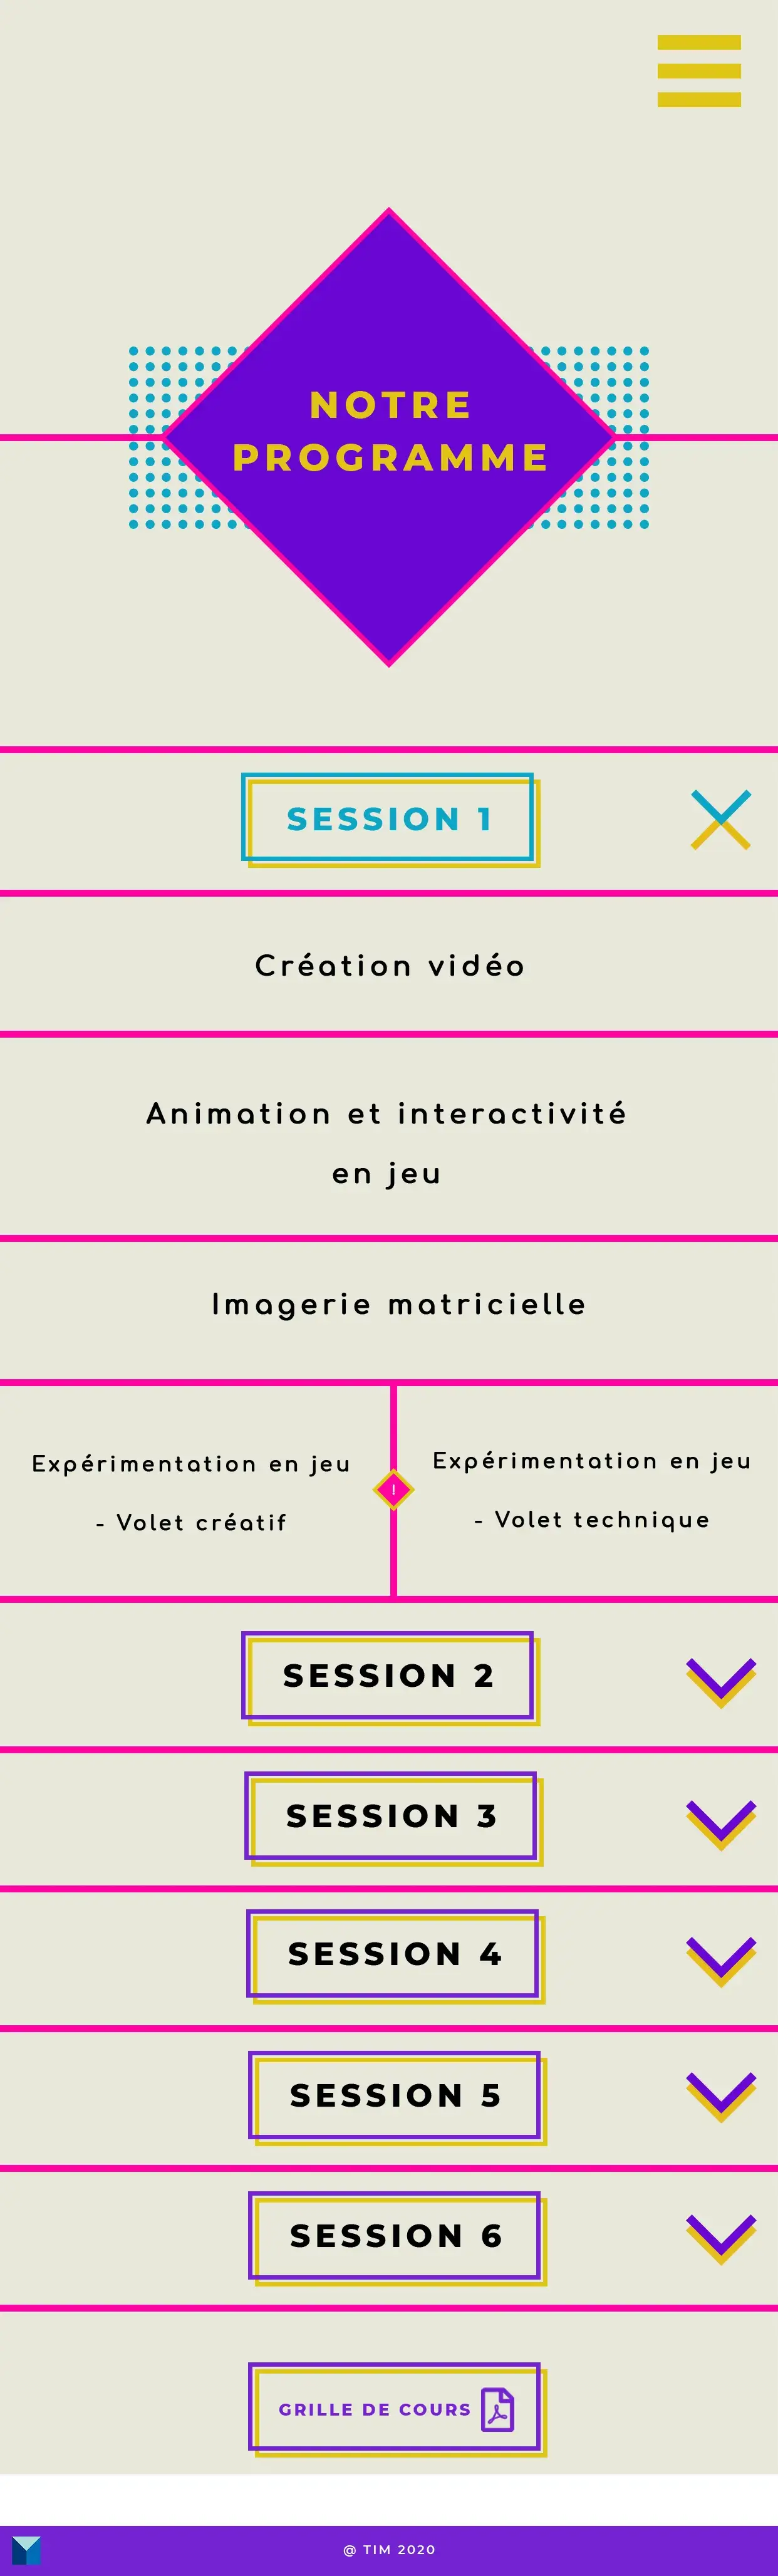 NOTRE
PROGRAMME
SESSION 1
Création vidéo
Animation et interactivité
en jeu
Imagerie matricielle
Expérimentation en jeu
- Volet créatif
!
Expérimentation en jeu
- Volet technique
SESSION 2
SESSION 3
SESSION 4
SESSION 5
SESSION 6
GRILLE DE COURS
@ TIM 2020